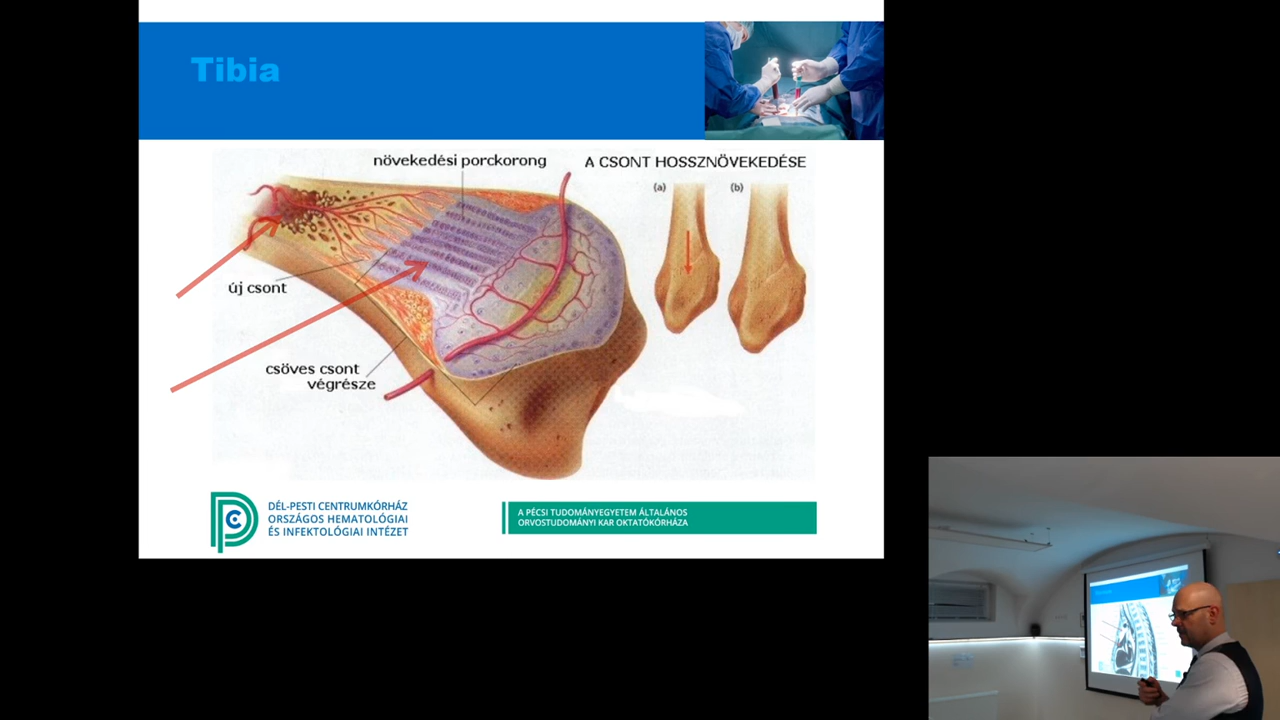 Tibia
növekedési porckorong
A CSONT HOSSZNÖVEKEDÉSE
(a)
(b)
új csont
csöves csont
végrésze
DÉL-PESTI CENTRUMKÓRHÁZ
ORSZÁGOS HEMATOLÓGIAI
ÉS INFEKTOLÓGIAI INTÉZET
A PÉCSI TUDOMÁNYEGYETEM ÁLTALÁNOS
ORVOSTUDOMÁNYI KAR OKTATÓKÓRHÁZA